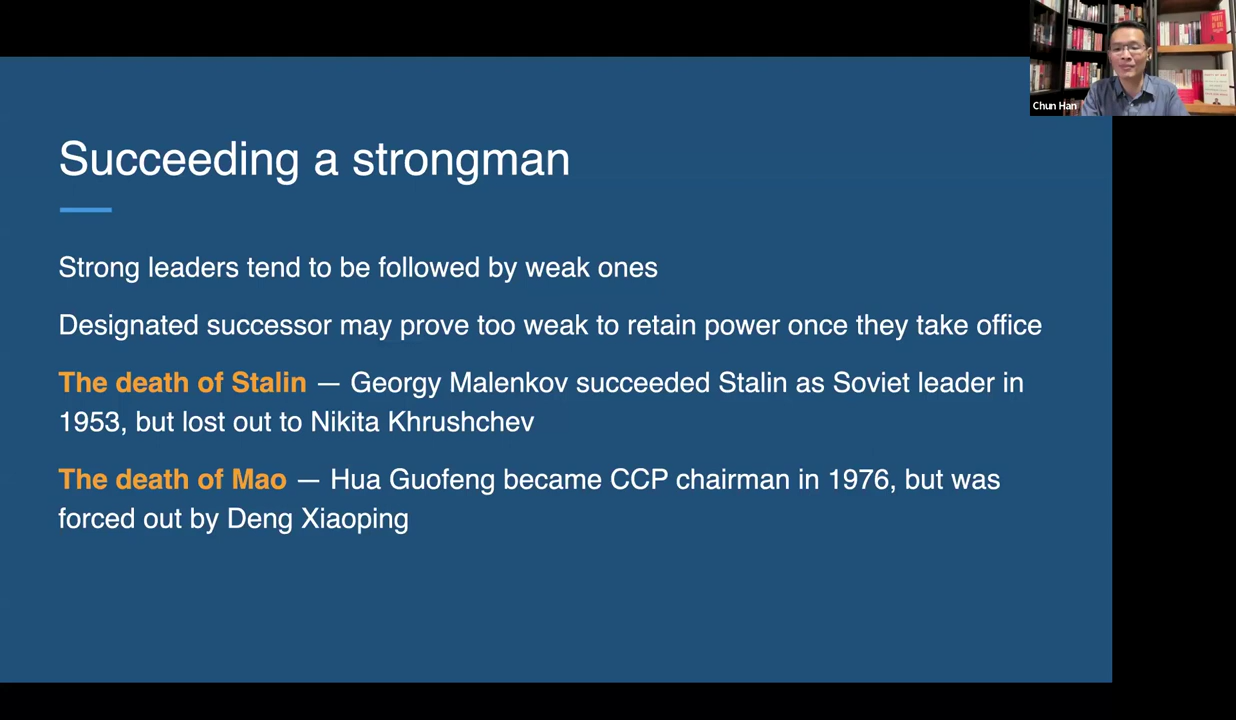 Chun Han
Succeeding a strongman
Strong leaders tend to be followed by weak ones
Designated successor may prove too weak to retain power once they take office
The death of Stalin — Georgy Malenkov succeeded Stalin as Soviet leader in
1953, but lost out to Nikita Khrushchev
The death of Mao — Hua Guofeng became CCP chairman in 1976, but was
forced out by Deng Xiaoping